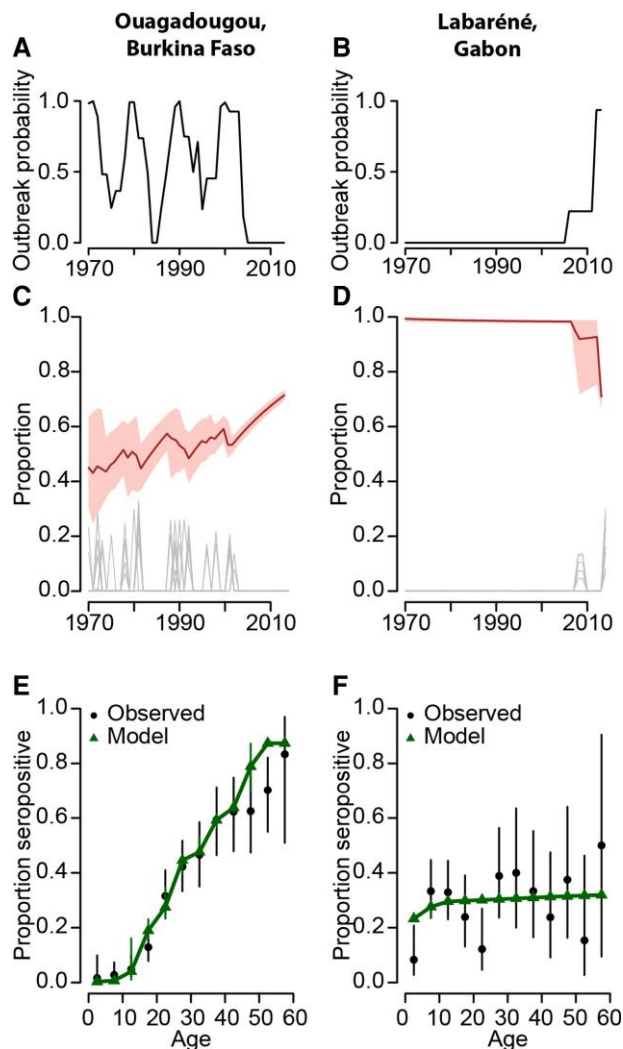 Ouagadougou,
Burkina Faso
Labaréné,
Gabon
A
B
Outbreak probability
1.0
0.5
0.0
1970
1990
2010
Outbreak probability
1.0
0.5
0.0
1970
1990
2010
C
D
Proportion
1.0
0.8
0.6
0.4
0.2
0.0
1970
1990
2010
Proportion
1.0
0.8
0.6
0.4
0.2
0.0
1970
1990
2010
E
F
Proportion seropositive
1.0
0.8
0.6
0.4
0.2
0.0
Observed
Model
0 10 20 30 40 50 60
Age
Proportion seropositive
1.0
0.8
0.6
0.4
0.2
0.0
Observed
Model
0 10 20 30 40 50 60
Age